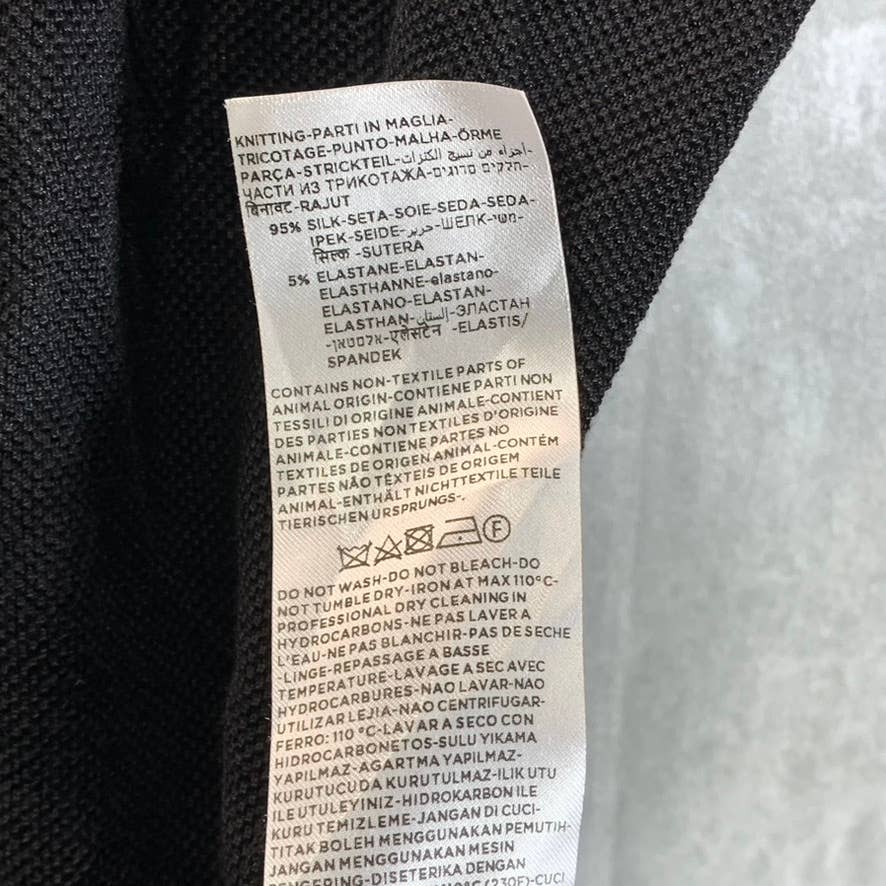 KNITTING-PARTI IN MAGLIA-
TRICOTAGE-PUNTO-MALHA-ÖRME
PARÇA-STRICKTEIL-أجزاء من نسيج الكنزات-
ЧАСТИ ИЗ ТРИКОТАЖА-חלקים סרוגים-
बिनावट-RAJUT
95% SILK-SETA-SOIE-SEDA-SEDA-
IPEK-SEIDE-حرير-ШЕЛК-משי-
सिल्क -SUTERA
5% ELASTANE-ELASTAN-
ELASTHANNE-elastano-
ELASTANO-ELASTAN-
ELASTHAN-إلستان-ЭЛАСТАН
-אלסטאן-एलैस्टेन -ELASTIS/
SPANDEK
CONTAINS NON-TEXTILE PARTS OF
ANIMAL ORIGIN-CONTIENE PARTI NON
TESSILI DI ORIGINE ANIMALE-CONTIENT
DES PARTIES NON TEXTILES D'ORIGINE
ANIMALE-CONTIENE PARTES NO
TEXTILES DE ORIGEN ANIMAL-CONTÉM
PARTES NÃO TÊXTEIS DE ORIGEM
ANIMAL-ENTHÄLT NICHTTEXTILE TEILE
TIERISCHEN URSPRUNGS-.
F
DO NOT WASH-DO NOT BLEACH-DO
NOT TUMBLE DRY-IRON AT MAX 110°C-
PROFESSIONAL DRY CLEANING IN
HYDROCARBONS-NE PAS LAVER A
L'EAU-NE PAS BLANCHIR-PAS DE SECHE
-LINGE-REPASSAGE A BASSE
TEMPERATURE-LAVAGE A SEC AVEC
HYDROCARBURES-NAO LAVAR-NAO
UTILIZAR LEJIA-NAO CENTRIFUGAR-
FERRO: 110 °C-LAVAR A SECO CON
HIDROCARBONETOS-SULU YIKAMA
YAPILMAZ-AGARTMA YAPILMAZ-
KURUTUCUDA KURUTULMAZ-ILIK UTU
ILE UTULEYINIZ-HIDROKARBON ILE
KURU TEMIZLEME-JANGAN DI CUCI-
TITAK BOLEH MENGGUNAKAN PEMUTIH-
JANGAN MENGGUNAKAN MESIN
PENGERING-DISETERIKA DENGAN
110°C (230F)-CUCI